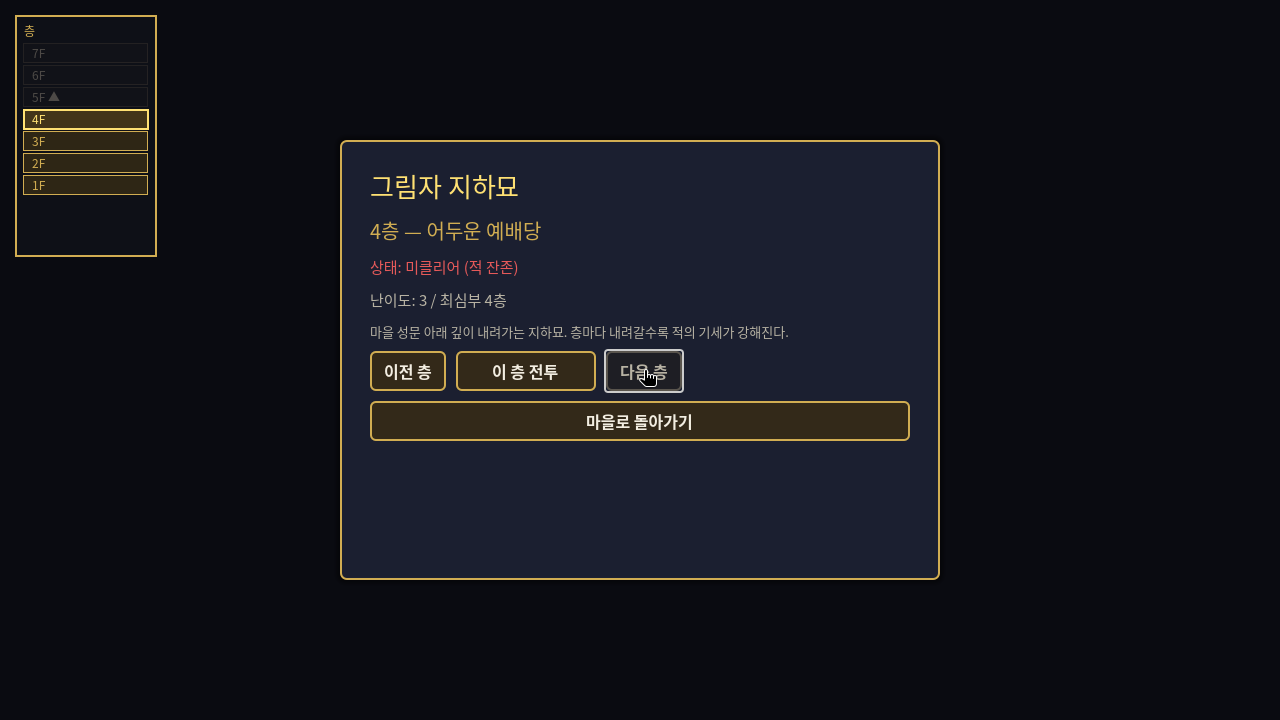 층
7F
6F
5F ▲
4F
3F
2F
1F
그림자 지하묘
4층 — 어두운 예배당
상태: 미클리어 (적 잔존)
난이도: 3 / 최심부 4층
마을 성문 아래 깊이 내려가는 지하묘. 층마다 내려갈수록 적의 기세가 강해진다.
이전 층
이 층 전투
다음 층
마을로 돌아가기